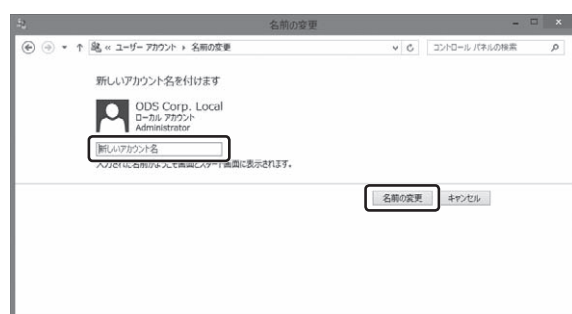 名前の変更
« ユーザー アカウント ▸ 名前の変更
コントロール パネルの検索
新しいアカウント名を付けます
ODS Corp. Local
ローカル アカウント
Administrator
新しいアカウント名
入力された名前がようこそ画面とスタート画面に表示されます。
名前の変更
キャンセル